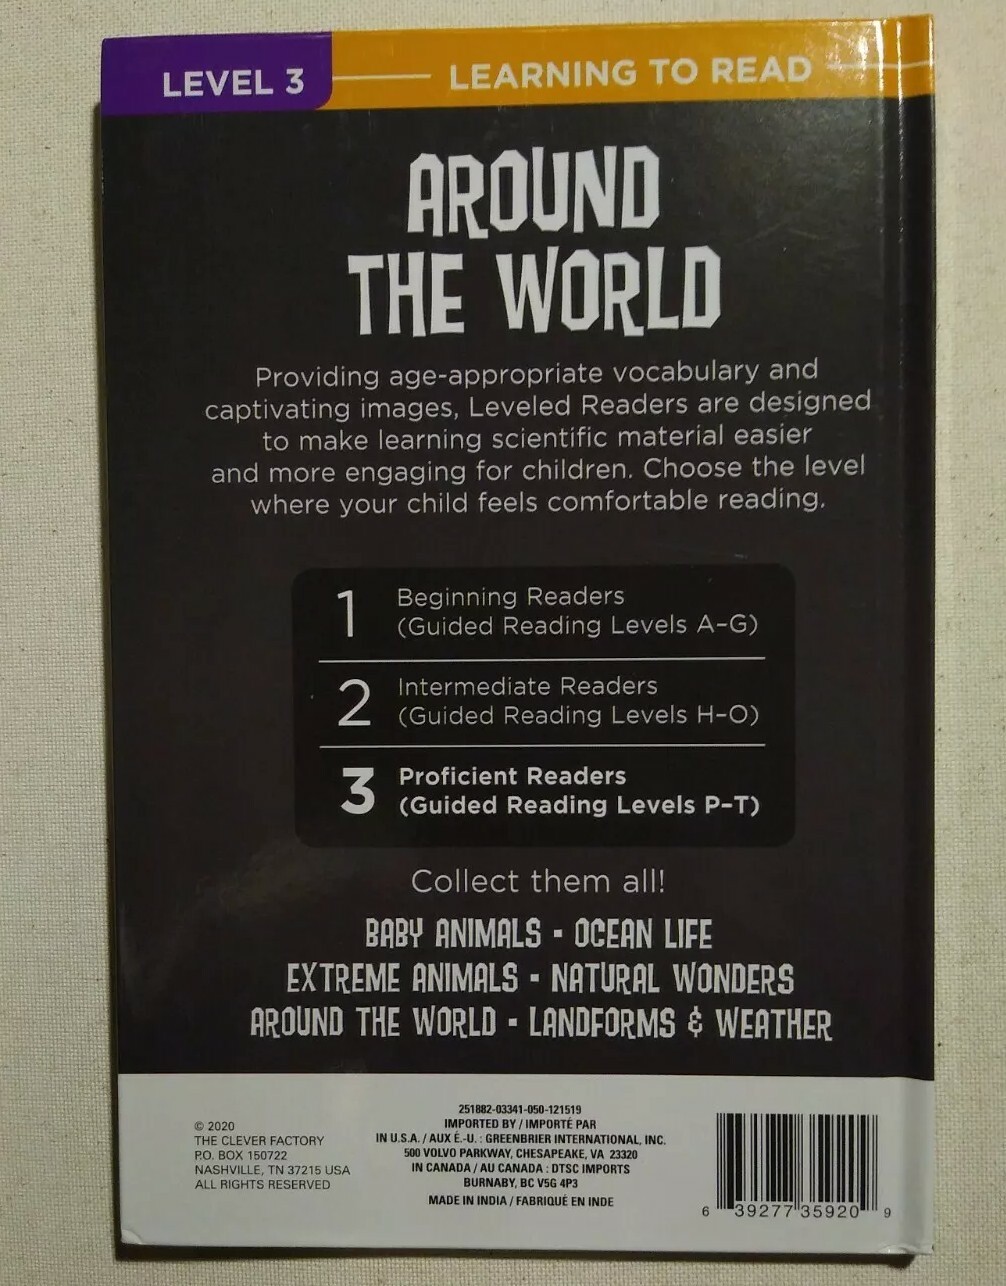 LEVEL 3
LEARNING TO READ
AROUND
THE WORLD
Providing age-appropriate vocabulary and
captivating images, Leveled Readers are designed
to make learning scientific material easier
and more engaging for children. Choose the level
where your child feels comfortable reading.
1 Beginning Readers
(Guided Reading Levels A–G)
2 Intermediate Readers
(Guided Reading Levels H–O)
3 Proficient Readers
(Guided Reading Levels P–T)
Collect them all!
BABY ANIMALS ▪ OCEAN LIFE
EXTREME ANIMALS ▪ NATURAL WONDERS
AROUND THE WORLD ▪ LANDFORMS & WEATHER
© 2020
THE CLEVER FACTORY
P.O. BOX 150722
NASHVILLE, TN 37215 USA
ALL RIGHTS RESERVED
251882-03341-050-121519
IMPORTED BY / IMPORTÉ PAR
IN U.S.A. / AUX É.-U. : GREENBRIER INTERNATIONAL, INC.
500 VOLVO PARKWAY, CHESAPEAKE, VA 23320
IN CANADA / AU CANADA : DTSC IMPORTS
BURNABY, BC V5G 4P3
MADE IN INDIA / FABRIQUÉ EN INDE
6 39277 35920 9